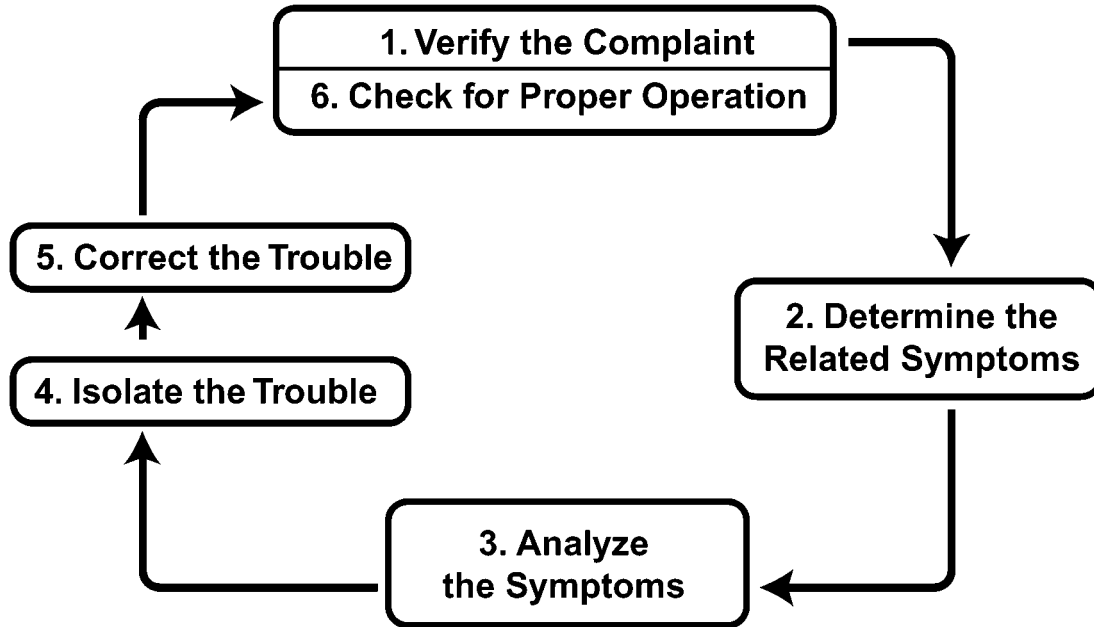 1. Verify the Complaint
6. Check for Proper Operation
2. Determine the
Related Symptoms
3. Analyze
the Symptoms
4. Isolate the Trouble
5. Correct the Trouble